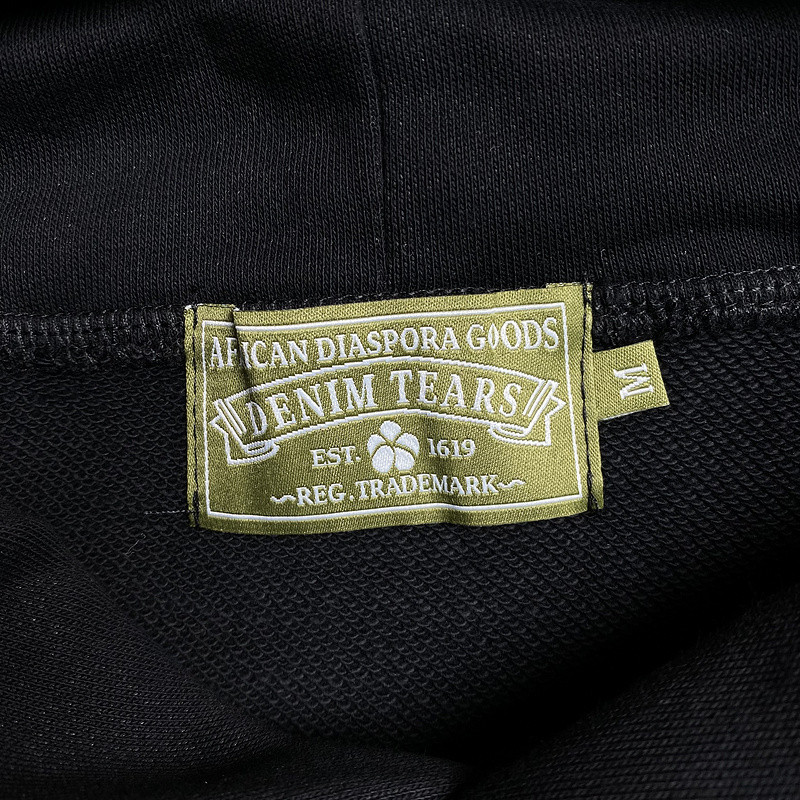 AFRICAN DIASPORA GOODS
DENIM TEARS
EST. 1619
~REG. TRADEMARK~
M